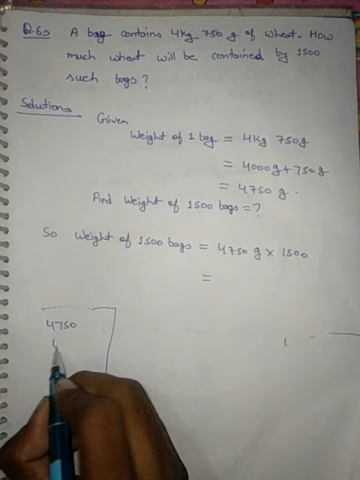 Q.6: A bag contains 4Kg 750 g of wheat. How
much wheat will be contained by 1500
such bags?
Solution
Given
Weight of 1 bag = 4Kg 750g
= 4000g + 750g
= 4750 g.
And Weight of 1500 bags = ?
So Weight of 1500 bags = 4750 g × 1500
=
4750
1